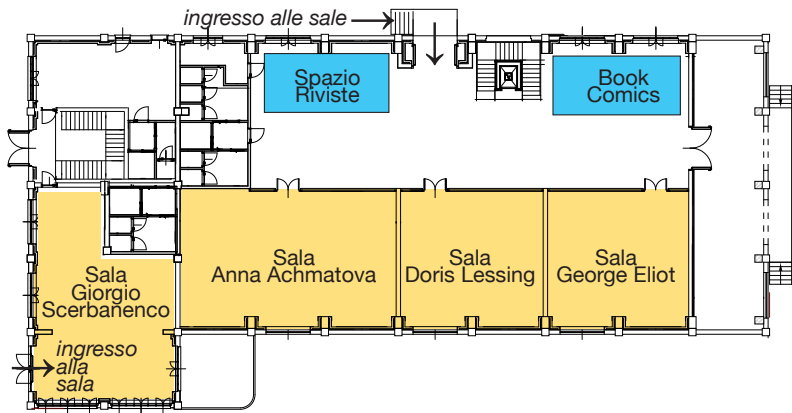 ingresso alle sale
Spazio
Riviste
Book
Comics
Sala
Giorgio
Scerbanenco
Sala
Anna Achmatova
Sala
Doris Lessing
Sala
George Eliot
ingresso
alla
sala